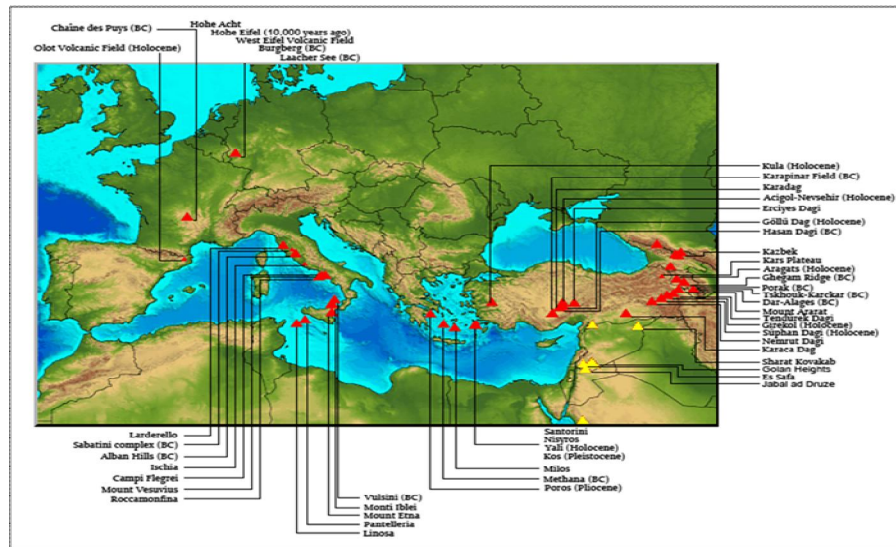 Hohe Acht
Chaîne des Puys (BC)
Hohe Eifel (10,000 years ago)
West Eifel Volcanic Field
Olot Volcanic Field (Holocene)
Burgberg (BC)
Laacher See (BC)
Kula (Holocene)
Karapinar Field (BC)
Karadag
Acigol-Nevsehir (Holocene)
Erciyes Dagi
Göllü Dag (Holocene)
Hasan Dagi (BC)
Kazbek
Kars Plateau
Aragats (Holocene)
Ghegam Ridge (BC)
Porak (BC)
Tskhouk-Karckar (BC)
Dar-Alages (BC)
Mount Ararat
Tendurek Dagi
Girekol (Holocene)
Suphan Dagi (Holocene)
Nemrut Dagi
Karaca Dag
Sharat Kovakab
Golan Heights
Es Safa
Jabal ad Druze
Larderello
Sabatini complex (BC)
Alban Hills (BC)
Ischia
Campi Flegrei
Mount Vesuvius
Roccamonfina
Vulsini (BC)
Monti Iblei
Mount Etna
Pantelleria
Linosa
Santorini
Nisyros
Yali (Holocene)
Kos (Pleistocene)
Milos
Methana (BC)
Poros (Pliocene)